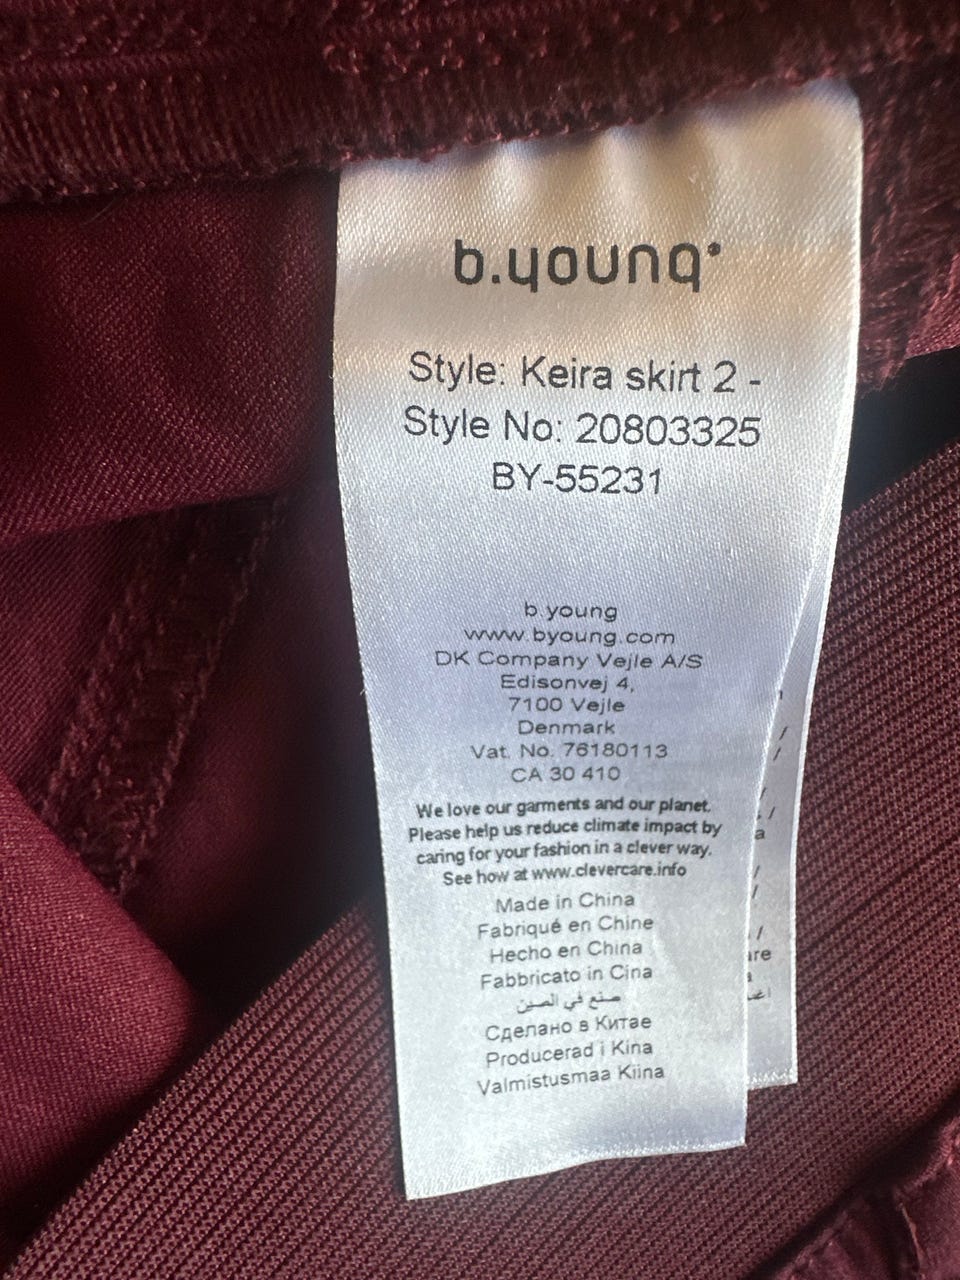 b.young
Style: Keira skirt 2 -
Style No: 20803325
BY-55231
b.young
www.byoung.com
DK Company Vejle A/S
Edisonvej 4,
7100 Vejle
Denmark
Vat. No. 76180113
CA 30 410
We love our garments and our planet.
Please help us reduce climate impact by
caring for your fashion in a clever way.
See how at www.clevercare.info
Made in China
Fabriqué en Chine
Hecho en China
Fabbricato in Cina
صنع في الصين
Сделано в Китае
Producerad i Kina
Valmistusmaa Kiina